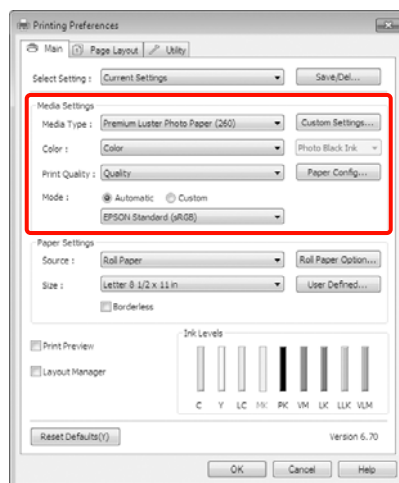 Printing Preferences
Main Page Layout Utility
Select Setting : Current Settings Save/Del...
Media Settings
Media Type : Premium Luster Photo Paper (260) Custom Settings...
Color : Color Photo Black Ink
Print Quality : Quality Paper Config...
Mode : Automatic Custom
EPSON Standard (sRGB)
Paper Settings
Source : Roll Paper Roll Paper Option...
Size : Letter 8 1/2 x 11 in User Defined...
Borderless
Ink Levels
Print Preview
Layout Manager
C Y LC MK PK VM LK LLK VLM
Reset Defaults(Y) Version 6.70
OK Cancel Help